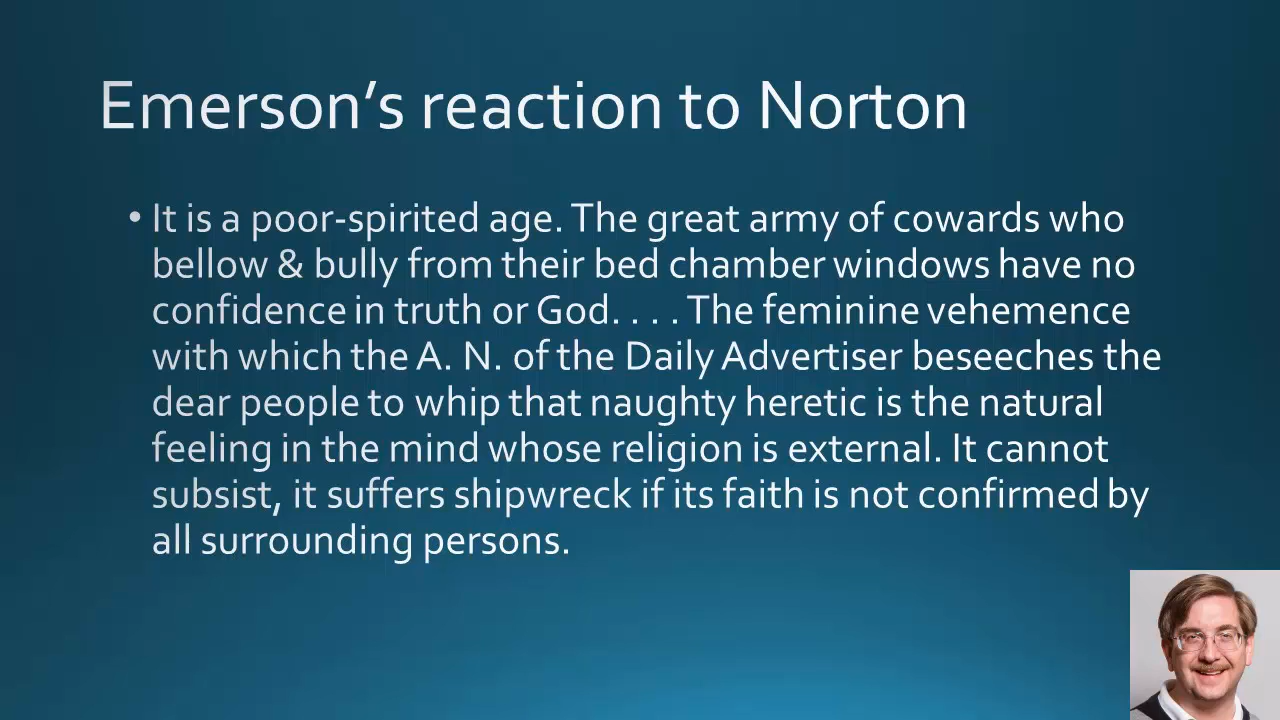 Emerson’s reaction to Norton
• It is a poor-spirited age. The great army of cowards who
bellow & bully from their bed chamber windows have no
confidence in truth or God. . . . The feminine vehemence
with which the A. N. of the Daily Advertiser beseeches the
dear people to whip that naughty heretic is the natural
feeling in the mind whose religion is external. It cannot
subsist, it suffers shipwreck if its faith is not confirmed by
all surrounding persons.